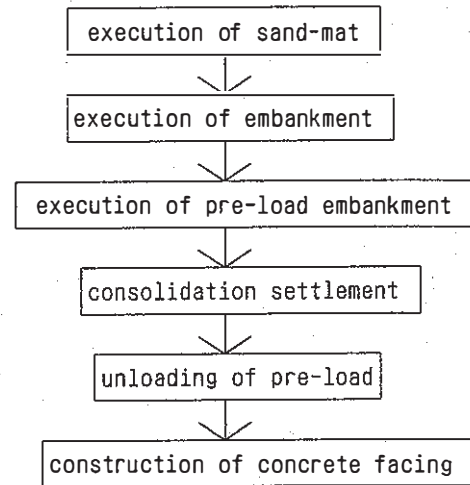 execution of sand-mat
execution of embankment
execution of pre-load embankment
consolidation settlement
unloading of pre-load
construction of concrete facing